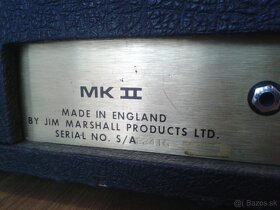 MK II
MADE IN ENGLAND
BY JIM MARSHALL PRODUCTS LTD.
SERIAL NO. S/A
Bazos.sk